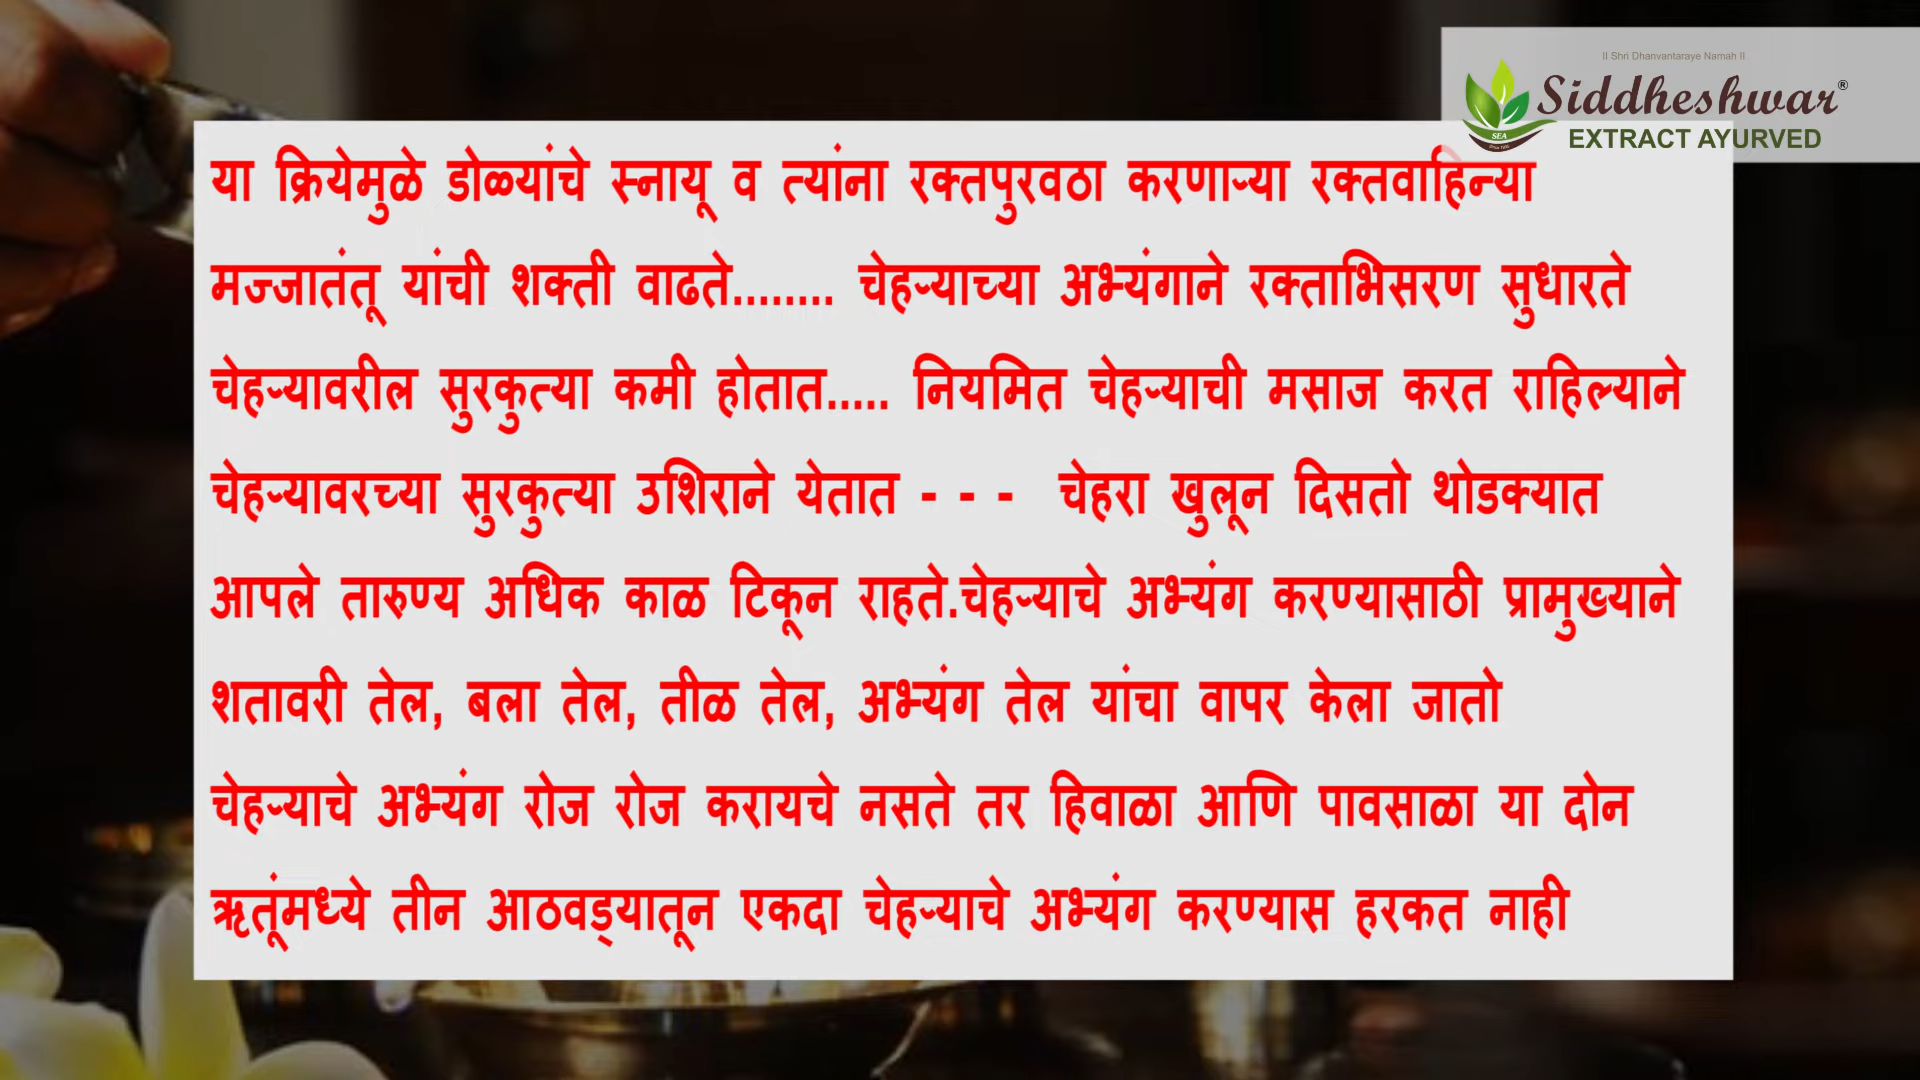 || Shri Dhanvantaraye Namah ||
Siddheshwar®
SEA
EXTRACT AYURVED
या क्रियेमुळे डोळ्यांचे स्नायू व त्यांना रक्तपुरवठा करणाऱ्या रक्तवाहिन्या
मज्जातंतू यांची शक्ती वाढते........ चेहऱ्याच्या अभ्यंगाने रक्ताभिसरण सुधारते
चेहऱ्यावरील सुरकुत्या कमी होतात..... नियमित चेहऱ्याची मसाज करत राहिल्याने
चेहऱ्यावरच्या सुरकुत्या उशिराने येतात - - - चेहरा खुलून दिसतो थोडक्यात
आपले तारुण्य अधिक काळ टिकून राहते.चेहऱ्याचे अभ्यंग करण्यासाठी प्रामुख्याने
शतावरी तेल, बला तेल, तीळ तेल, अभ्यंग तेल यांचा वापर केला जातो
चेहऱ्याचे अभ्यंग रोज रोज करायचे नसते तर हिवाळा आणि पावसाळा या दोन
ऋतूंमध्ये तीन आठवड्यातून एकदा चेहऱ्याचे अभ्यंग करण्यास हरकत नाही